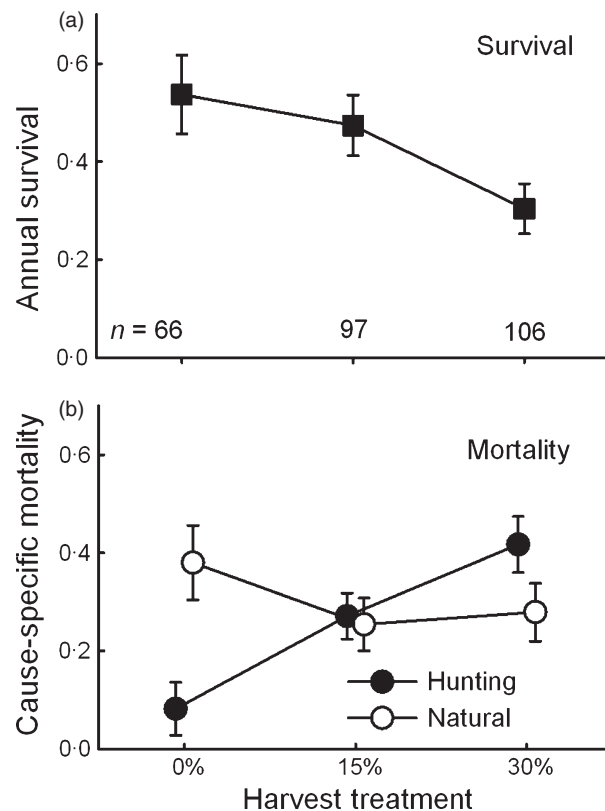 (a)
Survival
Annual survival
0·6
0·4
0·2
0·0
n = 66 97 106
(b)
Mortality
Cause-specific mortality
0·6
0·4
0·2
0·0
Hunting
Natural
0% 15% 30%
Harvest treatment